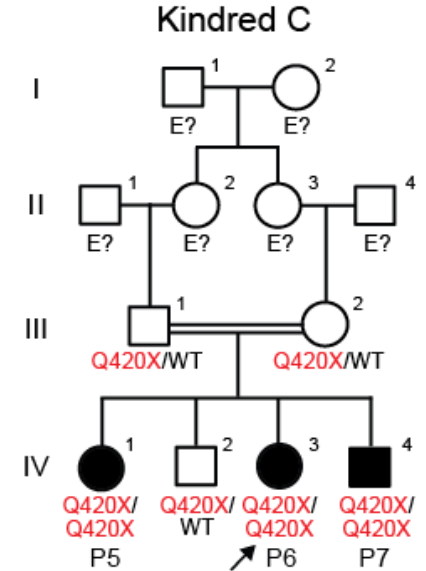 Kindred C
I
1
2
E?
E?
II
1
2
3
4
E?
E?
E?
E?
III
1
2
Q420X/WT
Q420X/WT
IV
1
2
3
4
Q420X/
Q420X
Q420X/
WT
Q420X/
Q420X
Q420X/
Q420X
P5
P6
P7